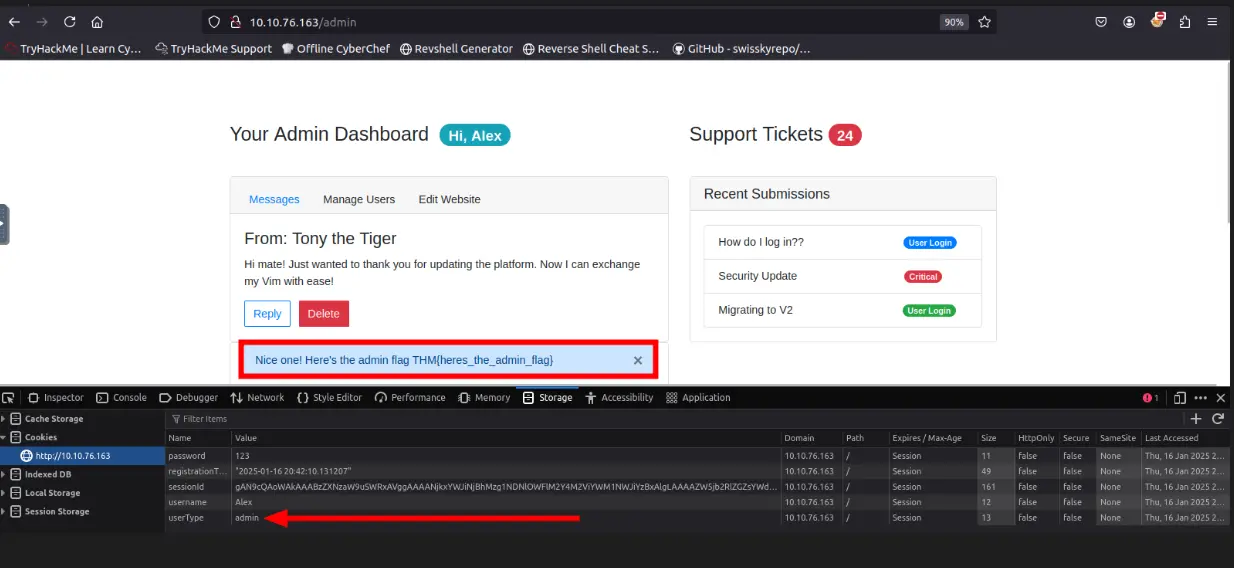 10.10.76.163/admin
90%
TryHackMe | Learn Cy...
TryHackMe Support
Offline CyberChef
Revshell Generator
Reverse Shell Cheat S...
GitHub - swisskyrepo/...
Your Admin Dashboard
Hi, Alex
Support Tickets
24
Messages
Manage Users
Edit Website
Recent Submissions
From: Tony the Tiger
Hi mate! Just wanted to thank you for updating the platform. Now I can exchange
my Vim with ease!
Reply
Delete
How do I log in??
User Login
Security Update
Critical
Migrating to V2
User Login
Nice one! Here's the admin flag THM{heres_the_admin_flag}
Inspector
Console
Debugger
Network
Style Editor
Performance
Memory
Storage
Accessibility
Application
1
Cache Storage
Cookies
http://10.10.76.163
Indexed DB
Local Storage
Session Storage
Filter Items
Name Value Domain Path Expires / Max-Age Size HttpOnly Secure SameSite Last Accessed
password 123 10.10.76.163 / Session 11 false false None Thu, 16 Jan 2025 2...
registrationT... "2025-01-16 20:42:10.131207" 10.10.76.163 / Session 49 false false None Thu, 16 Jan 2025 2...
sessionId 10.10.76.163 / Session 161 false false None Thu, 16 Jan 2025 2...
username Alex 10.10.76.163 / Session 12 false false None Thu, 16 Jan 2025 2...
userType admin 10.10.76.163 / Session 13 false false None Thu, 16 Jan 2025 2...